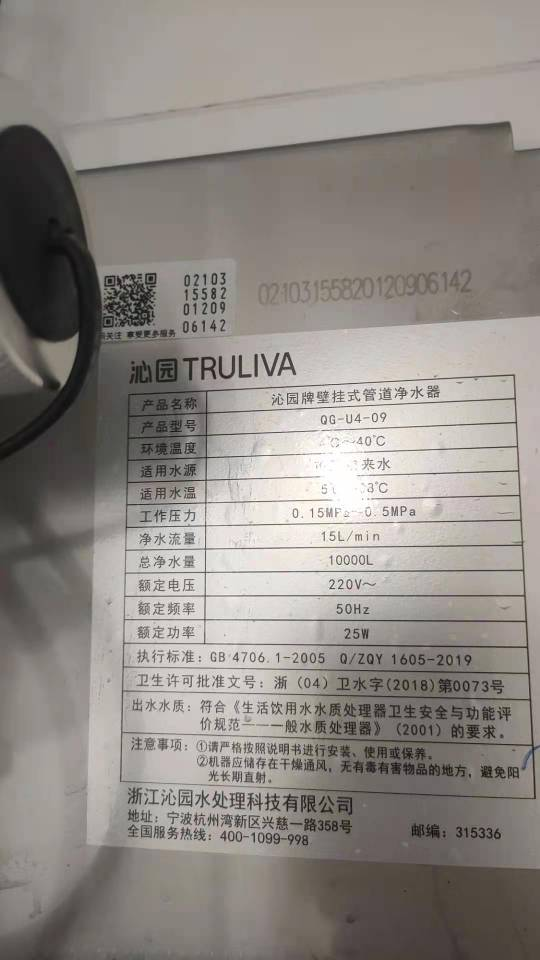 02103
15582
01209
06142
关注 享受更多服务
02103155820120906142
沁园 TRULIVA
产品名称 沁园牌壁挂式管道净水器
产品型号 QG-U4-09
环境温度 4℃~40℃
适用水源 来水
适用水温 5 38℃
工作压力 0.15MPa~0.5MPa
净水流量 15L/min
总净水量 10000L
额定电压 220V～
额定频率 50Hz
额定功率 25W
执行标准：GB 4706.1-2005 Q/ZQY 1605-2019
卫生许可批准文号：浙（04）卫水字(2018)第0073号
出水水质：符合《生活饮用水水质处理器卫生安全与功能评
价规范——一般水质处理器》（2001）的要求。
注意事项：①请严格按照说明书进行安装、使用或保养。
②机器应储存在干燥通风，无有毒有害物品的地方，避免阳
光长期直射。
浙江沁园水处理科技有限公司
地址：宁波杭州湾新区兴慈一路358号 邮编：315336
全国服务热线：400-1099-998